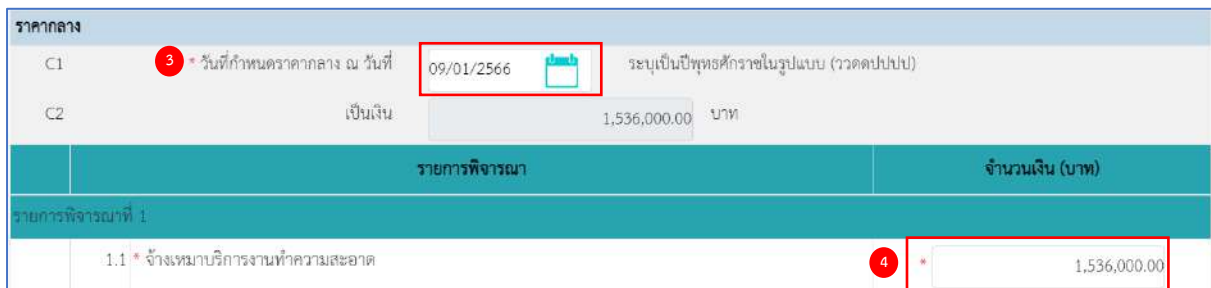 ราคากลาง
C1 3 * วันที่กำหนดราคากลาง ณ วันที่ 09/01/2566 ระบุเป็นปีพุทธศักราชในรูปแบบ (ววดดปปปป)
C2 เป็นเงิน 1,536,000.00 บาท
รายการพิจารณา จำนวนเงิน (บาท)
รายการพิจารณาที่ 1
1.1 * จ้างเหมาบริการงานทำความสะอาด 4 * 1,536,000.00